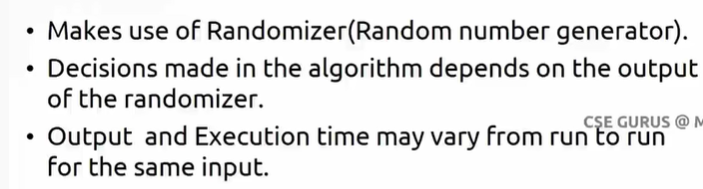 • Makes use of Randomizer(Random number generator).
• Decisions made in the algorithm depends on the output
of the randomizer.
CSE GURUS @
• Output and Execution time may vary from run to run
for the same input.